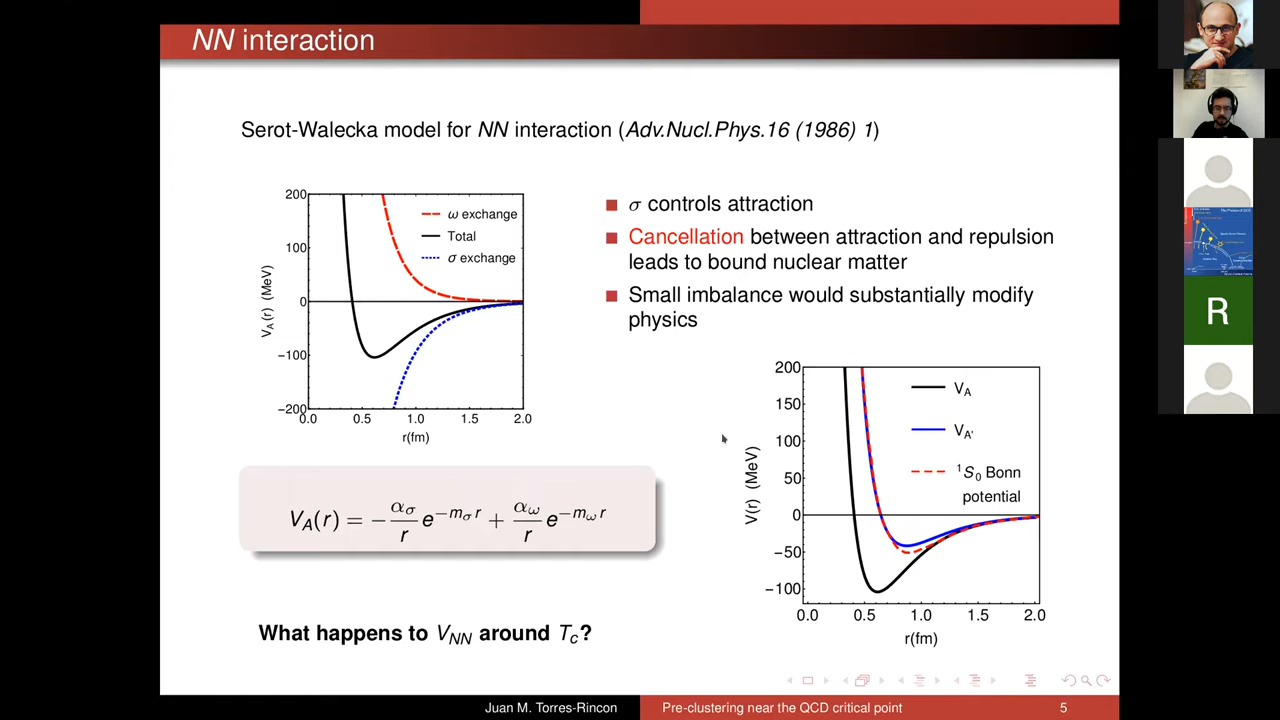 NN interaction
Serot-Walecka model for NN interaction (Adv.Nucl.Phys.16 (1986) 1)
200
100
0
−100
−200
V_A(r) (MeV)
ω exchange
Total
σ exchange
0.0 0.5 1.0 1.5 2.0
r(fm)
■ σ controls attraction
■ Cancellation between attraction and repulsion
leads to bound nuclear matter
■ Small imbalance would substantially modify
physics
V_A(r) = −α_σ/r e^{−m_σ r} + α_ω/r e^{−m_ω r}
200
150
100
50
0
−50
−100
V(r) (MeV)
V_A
V_A'
¹S₀ Bonn
potential
0.0 0.5 1.0 1.5 2.0
r(fm)
What happens to V_NN around T_c?
R
Juan M. Torres-Rincon Pre-clustering near the QCD critical point 5